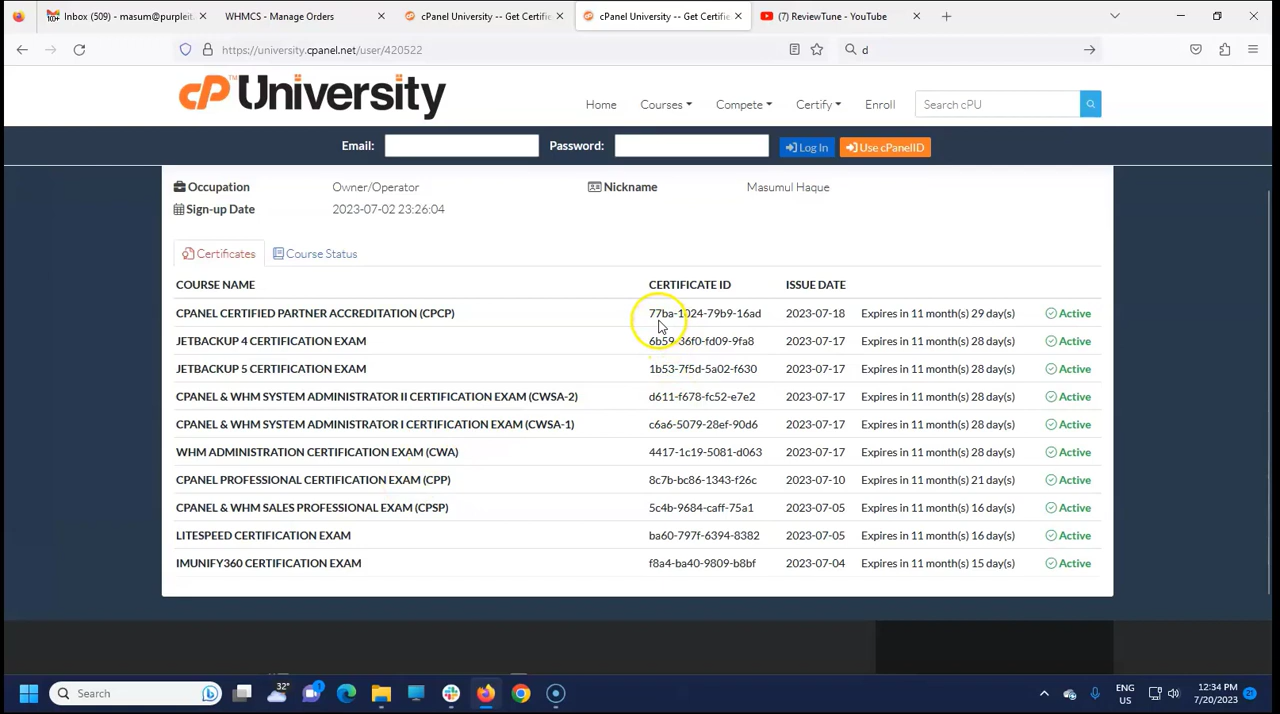 Inbox (509) - masum@purpleit.
WHMCS - Manage Orders
cPanel University -- Get Certifie
cPanel University -- Get Certifie
(7) ReviewTune - YouTube
https://university.cpanel.net/user/420522
d
cP University
Home Courses Compete Certify Enroll Search cPU
Email: Password: Log In Use cPanelID
Occupation Owner/Operator Nickname Masumul Haque
Sign-up Date 2023-07-02 23:26:04
Certificates Course Status
COURSE NAME CERTIFICATE ID ISSUE DATE
CPANEL CERTIFIED PARTNER ACCREDITATION (CPCP) 77ba-1024-79b9-16ad 2023-07-18 Expires in 11 month(s) 29 day(s) Active
JETBACKUP 4 CERTIFICATION EXAM 6b59-36f0-fd09-9fa8 2023-07-17 Expires in 11 month(s) 28 day(s) Active
JETBACKUP 5 CERTIFICATION EXAM 1b53-7f5d-5a02-f630 2023-07-17 Expires in 11 month(s) 28 day(s) Active
CPANEL & WHM SYSTEM ADMINISTRATOR II CERTIFICATION EXAM (CWSA-2) d611-f678-fc52-e7e2 2023-07-17 Expires in 11 month(s) 28 day(s) Active
CPANEL & WHM SYSTEM ADMINISTRATOR I CERTIFICATION EXAM (CWSA-1) c6a6-5079-28ef-90d6 2023-07-17 Expires in 11 month(s) 28 day(s) Active
WHM ADMINISTRATION CERTIFICATION EXAM (CWA) 4417-1c19-5081-d063 2023-07-17 Expires in 11 month(s) 28 day(s) Active
CPANEL PROFESSIONAL CERTIFICATION EXAM (CPP) 8c7b-bc86-1343-f26c 2023-07-10 Expires in 11 month(s) 21 day(s) Active
CPANEL & WHM SALES PROFESSIONAL EXAM (CPSP) 5c4b-9684-caff-75a1 2023-07-05 Expires in 11 month(s) 16 day(s) Active
LITESPEED CERTIFICATION EXAM ba60-797f-6394-8382 2023-07-05 Expires in 11 month(s) 16 day(s) Active
IMUNIFY360 CERTIFICATION EXAM f8a4-ba40-9809-b8bf 2023-07-04 Expires in 11 month(s) 15 day(s) Active
Search 32° ENG 12:34 PM
US 7/20/2023